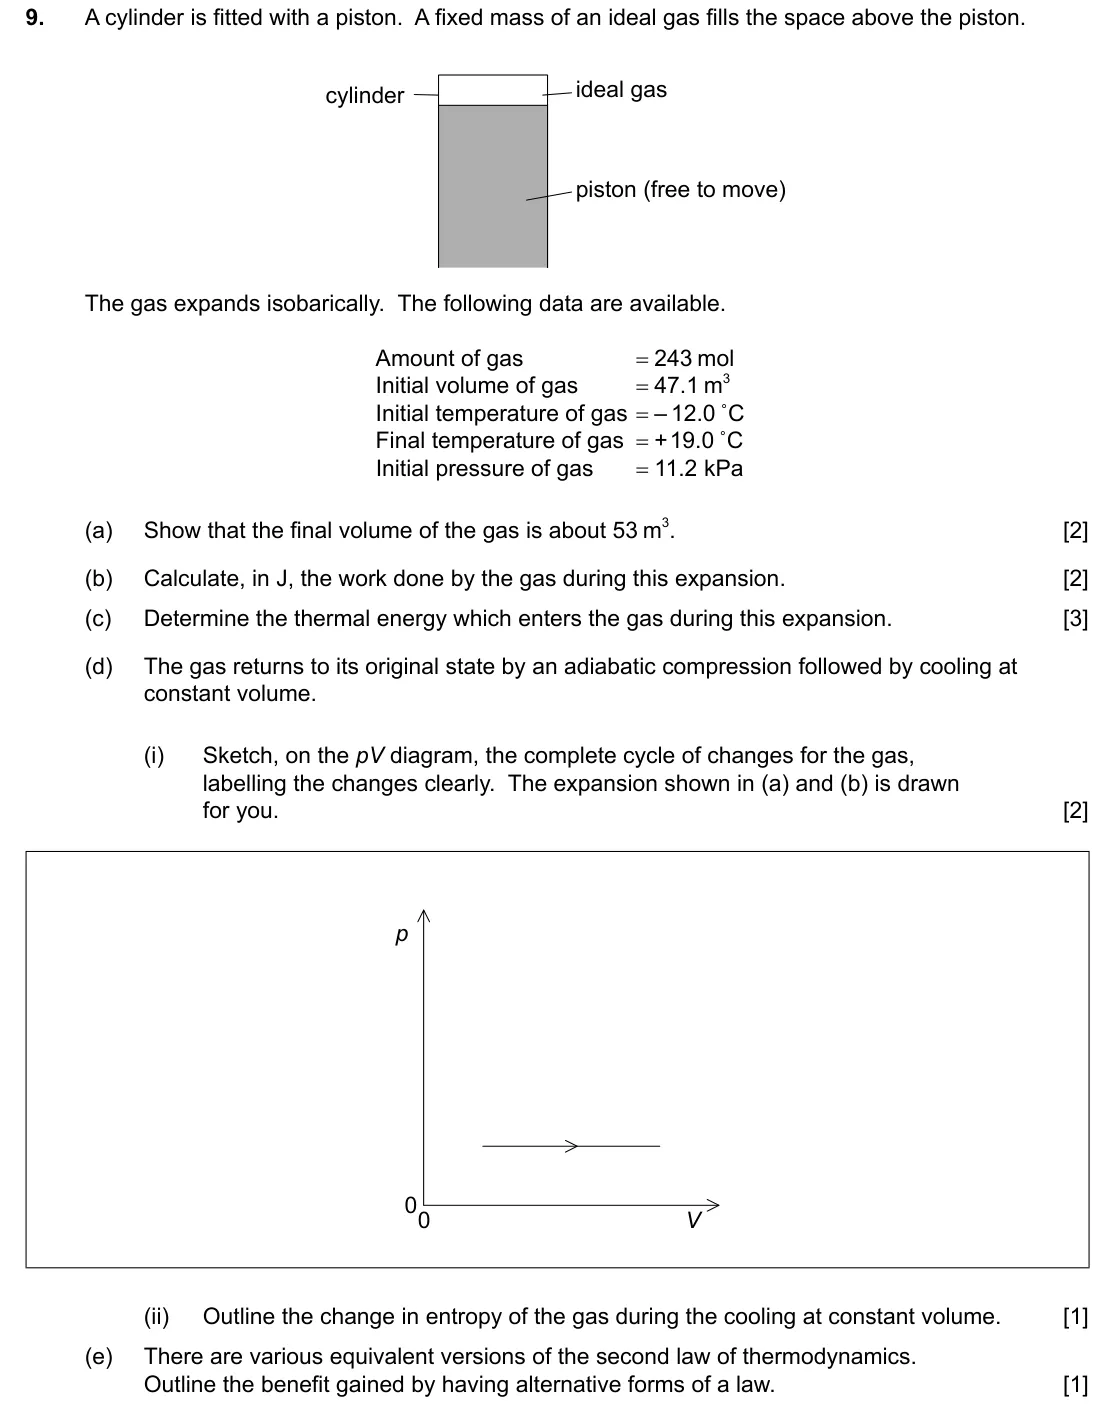 9. A cylinder is fitted with a piston. A fixed mass of an ideal gas fills the space above the piston.
cylinder
ideal gas
piston (free to move)
The gas expands isobarically. The following data are available.
Amount of gas = 243 mol
Initial volume of gas = 47.1 m³
Initial temperature of gas = – 12.0 ˚C
Final temperature of gas = +19.0 ˚C
Initial pressure of gas = 11.2 kPa
(a) Show that the final volume of the gas is about 53 m³. [2]
(b) Calculate, in J, the work done by the gas during this expansion. [2]
(c) Determine the thermal energy which enters the gas during this expansion. [3]
(d) The gas returns to its original state by an adiabatic compression followed by cooling at
constant volume.
(i) Sketch, on the pV diagram, the complete cycle of changes for the gas,
labelling the changes clearly. The expansion shown in (a) and (b) is drawn
for you. [2]
p
0
0
V
(ii) Outline the change in entropy of the gas during the cooling at constant volume. [1]
(e) There are various equivalent versions of the second law of thermodynamics.
Outline the benefit gained by having alternative forms of a law. [1]